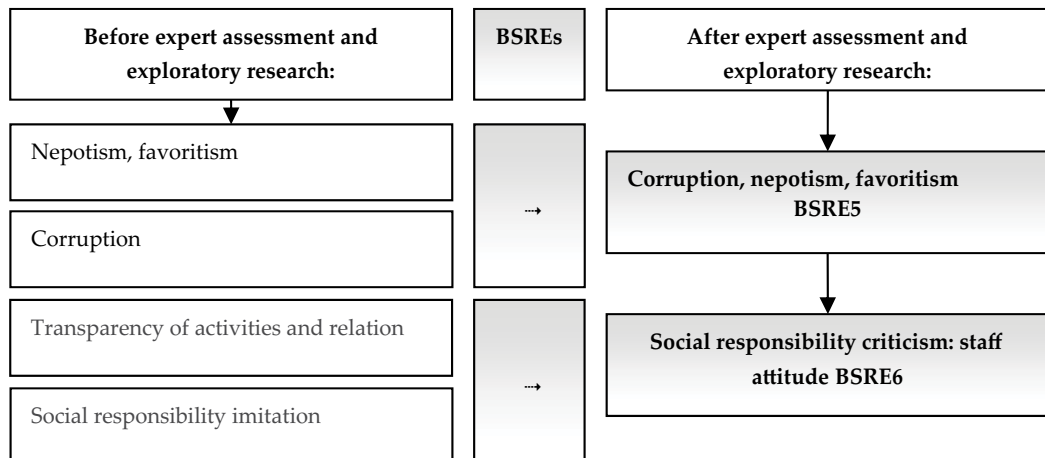 Before expert assessment and
exploratory research:
BSREs
After expert assessment and
exploratory research:
Nepotism, favoritism
Corruption
⤑
Corruption, nepotism, favoritism
BSRE5
Transparency of activities and relation
Social responsibility imitation
⤑
Social responsibility criticism: staff
attitude BSRE6